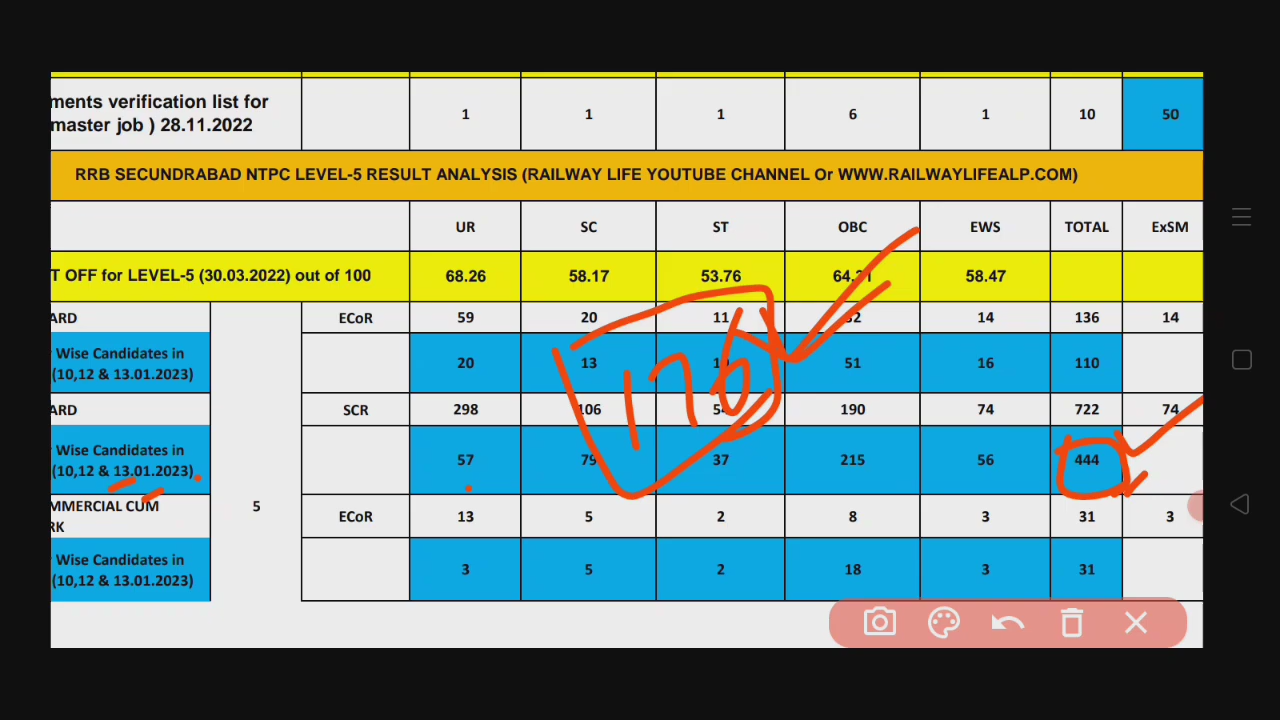 ments verification list for
master job ) 28.11.2022
1 1 1 6 1 10 50
RRB SECUNDRABAD NTPC LEVEL-5 RESULT ANALYSIS (RAILWAY LIFE YOUTUBE CHANNEL Or WWW.RAILWAYLIFEALP.COM)
UR SC ST OBC EWS TOTAL ExSM
T OFF for LEVEL-5 (30.03.2022) out of 100 68.26 58.17 53.76 58.47
ARD ECoR 59 20 11 14 136 14
Wise Candidates in
(10,12 & 13.01.2023)
20 13 51 16 110
ARD SCR 298 106 190 74 722 74
Wise Candidates in
(10,12 & 13.01.2023)
57 79 37 215 56 444
5
MMERCIAL CUM
RK
ECoR 13 5 2 8 3 31 3
Wise Candidates in
(10,12 & 13.01.2023)
3 5 2 18 3 31